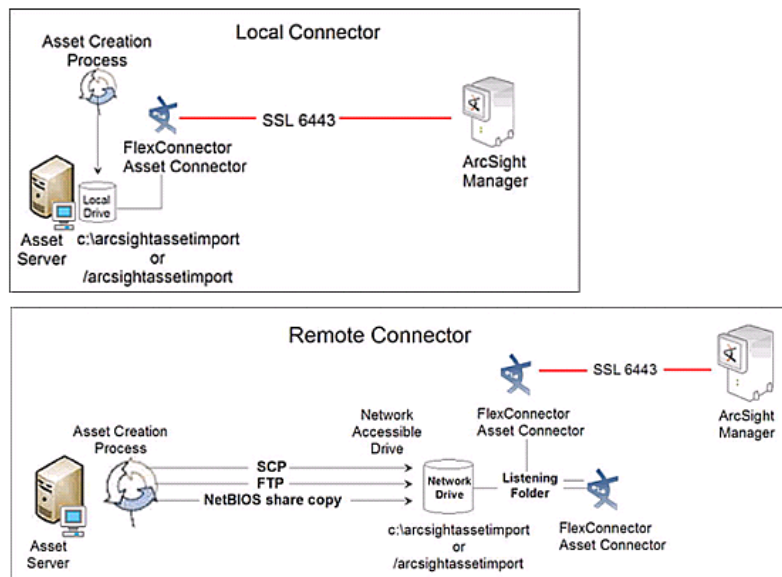 Local Connector
Asset Creation
Process
SSL 6443
FlexConnector
Asset Connector
ArcSight
Manager
Local
Drive
Asset
Server
c:\arcsightassetimport
or
/arcsightassetimport
Remote Connector
SSL 6443
FlexConnector
Asset Connector
ArcSight
Manager
Network
Accessible
Drive
Asset Creation
Process
SCP
FTP
NetBIOS share copy
Network
Drive
Listening
Folder
FlexConnector
Asset Connector
Asset
Server
c:\arcsightassetimport
or
/arcsightassetimport